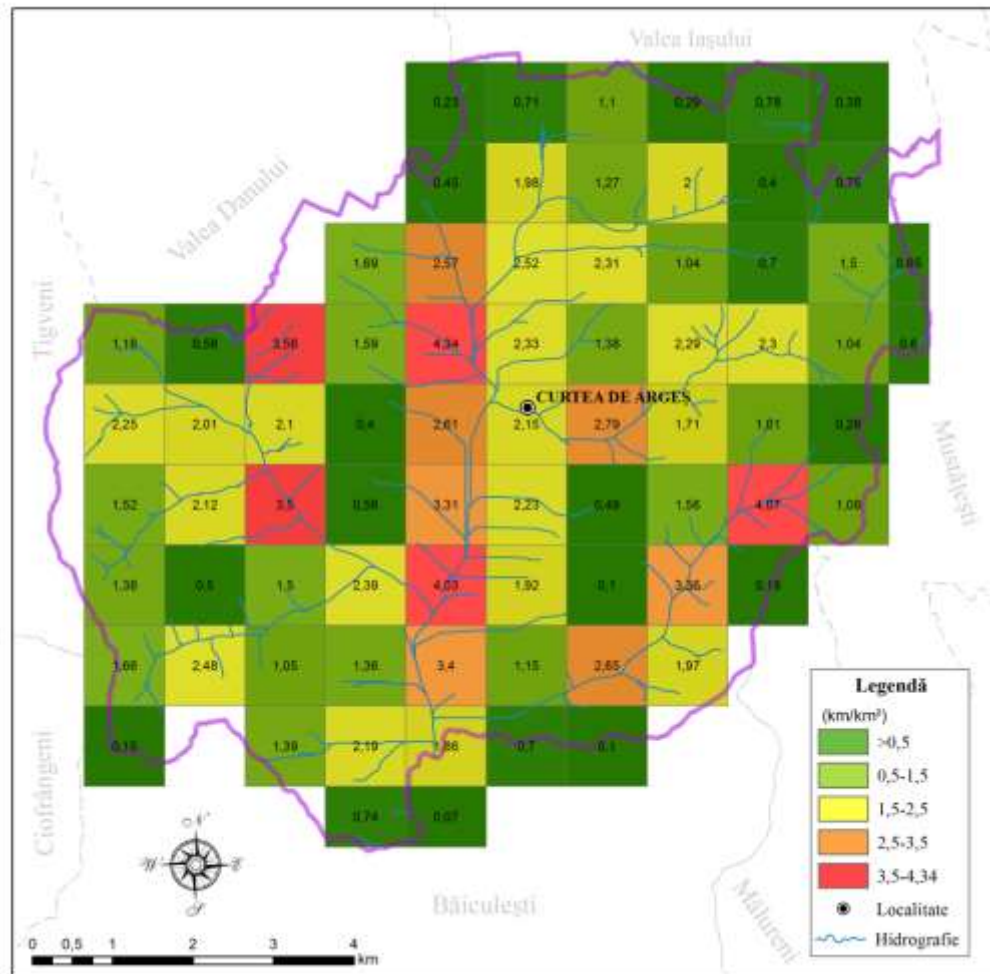 Valea Iașului
0,23 0,71 1,1 0,29 0,78 0,38
Valea Danului
0,45 1,98 1,27 2 0,4 0,75
1,69 2,57 2,52 2,31 1,04 0,7 1,5
Tigveni
1,18 0,58 3,56 1,59 4,34 2,33 1,38 2,29 2,3 1,04 0,6
CURTEA DE ARGEȘ
2,25 2,01 2,1 0,4 2,61 2,15 2,79 1,71 1,01 0,28
Mustățești
1,52 2,12 3,5 0,58 3,31 2,23 0,49 1,56 4,07 1,08
1,38 0,5 1,5 2,39 4,03 1,92 0,1 3,36 0,18
1,66 2,48 1,05 1,36 3,4 1,15 2,65 1,97
Ciofrângeni
0,15 1,39 2,19 1,86 0,7 0,1
0,74 0,07
Legendă
(km/km²)
>0,5
0,5-1,5
1,5-2,5
2,5-3,5
3,5-4,34
Localitate
Hidrografie
N
W E
S
Băiculești
Mălureni
0 0,5 1 2 3 4
km